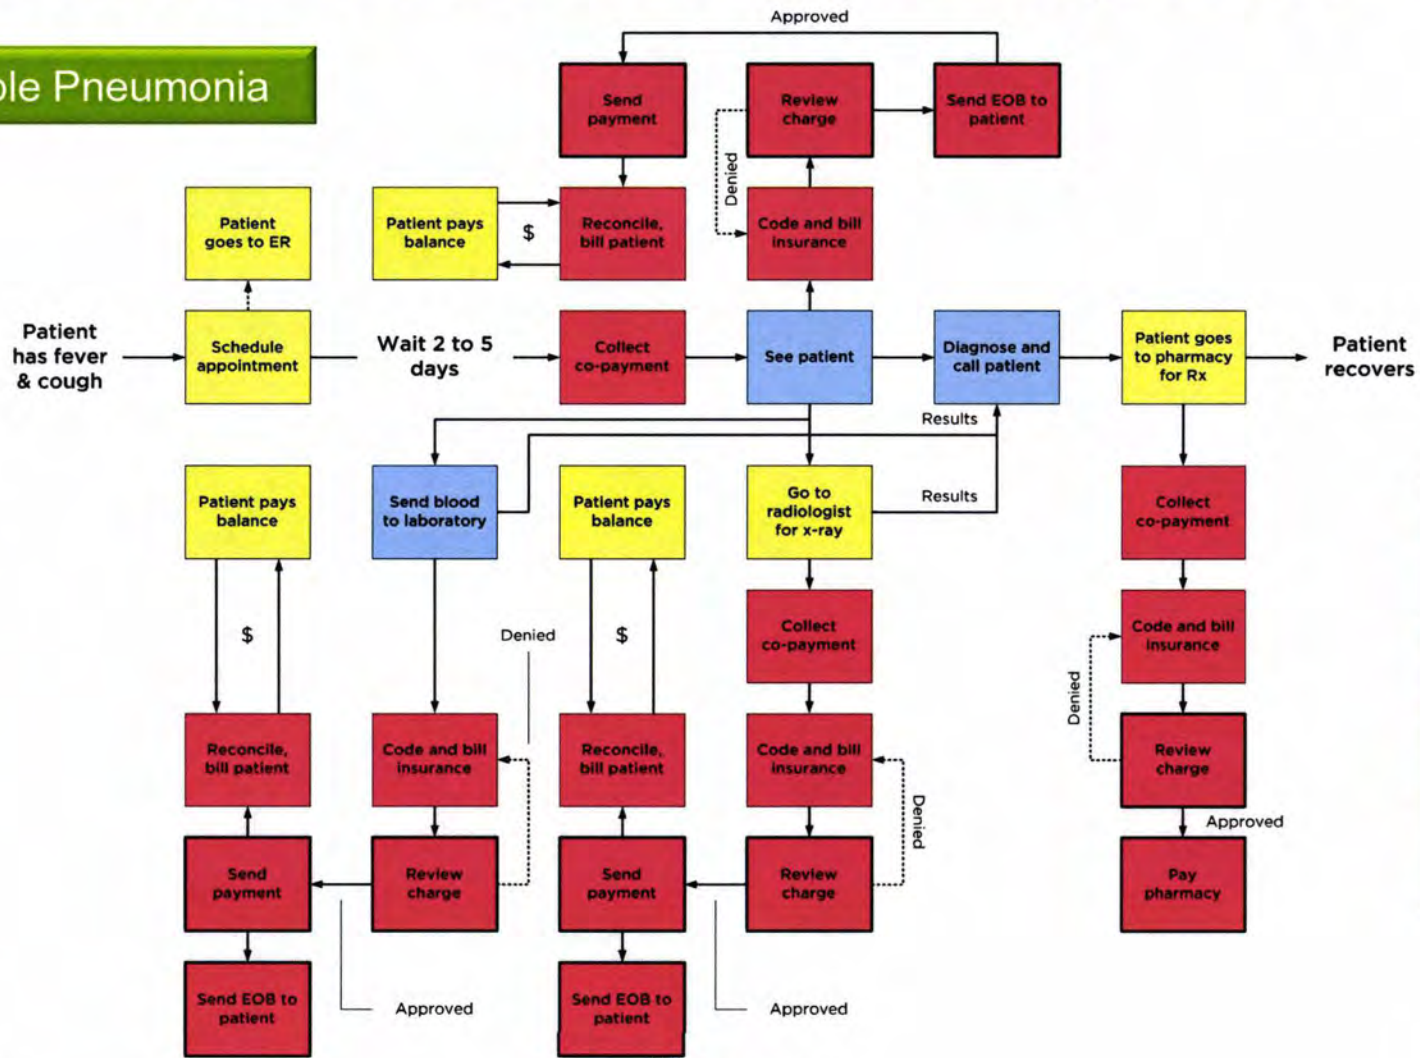 Pneumonia
Approved
Send
payment
Review
charge
Send EOB to
patient
Denied
Patient
goes to ER
Patient pays
balance
$
Reconcile,
bill patient
Code and bill
insurance
Patient
has fever
& cough
Schedule
appointment
Wait 2 to 5
days
Collect
co-payment
See patient
Diagnose and
call patient
Patient goes
to pharmacy
for Rx
Patient
recovers
Results
Patient pays
balance
Send blood
to laboratory
Patient pays
balance
Go to
radiologist
for x-ray
Results
Collect
co-payment
$
Denied
$
Collect
co-payment
Code and bill
insurance
Denied
Reconcile,
bill patient
Code and bill
insurance
Reconcile,
bill patient
Code and bill
insurance
Denied
Review
charge
Approved
Send
payment
Review
charge
Send
payment
Review
charge
Pay
pharmacy
Send EOB to
patient
Approved
Send EOB to
patient
Approved